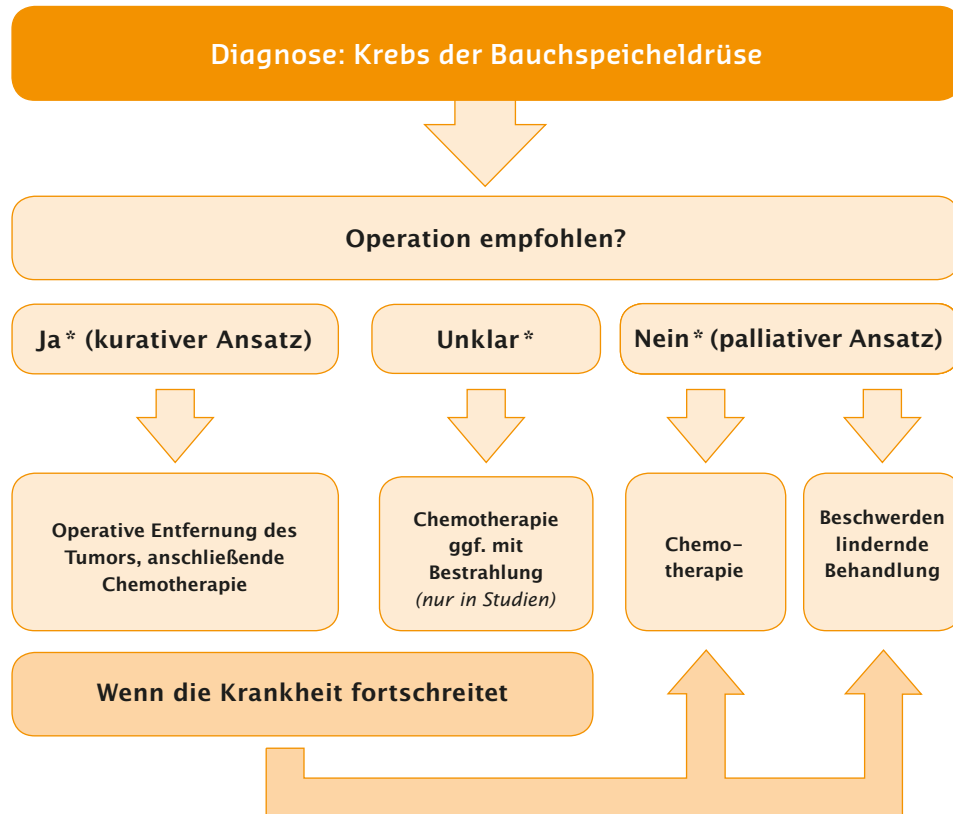 Diagnose: Krebs der Bauchspeicheldrüse
Operation empfohlen?
Ja* (kurativer Ansatz)
Unklar*
Nein* (palliativer Ansatz)
Operative Entfernung des
Tumors, anschließende
Chemotherapie
Chemotherapie
ggf. mit
Bestrahlung
(nur in Studien)
Chemo-
therapie
Beschwerden
lindernde
Behandlung
Wenn die Krankheit fortschreitet